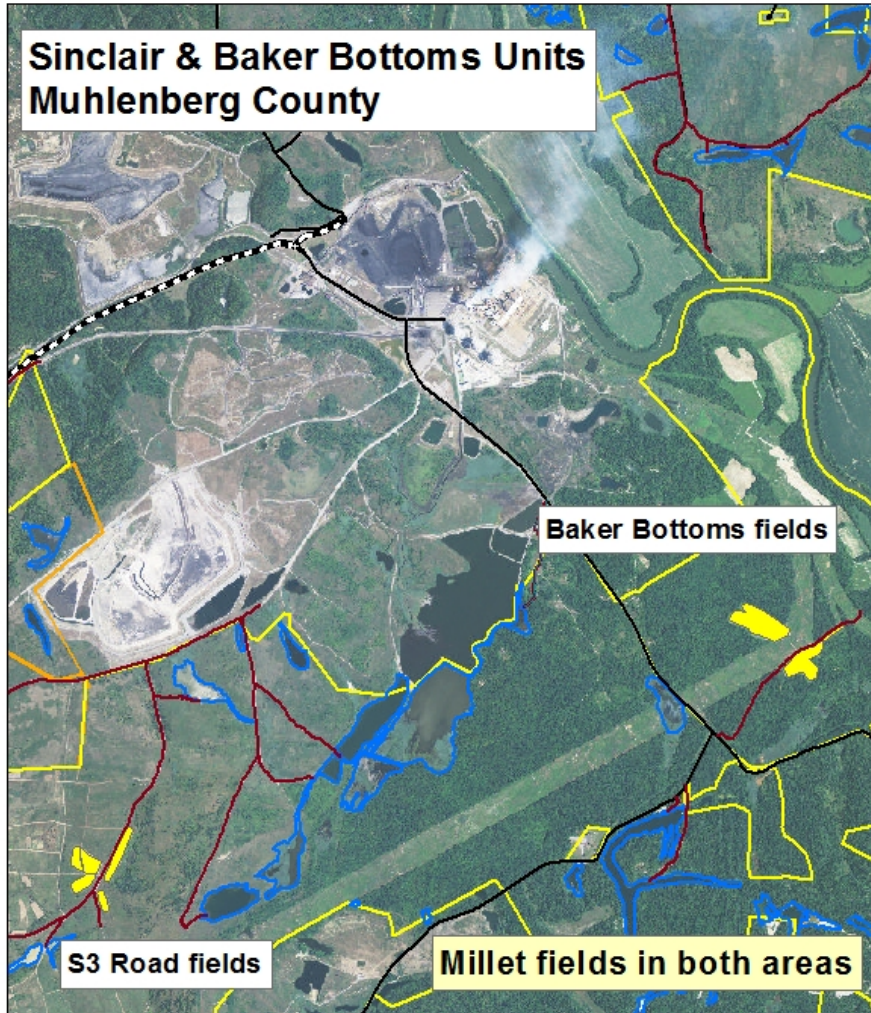 Sinclair & Baker Bottoms Units
Muhlenberg County
Baker Bottoms fields
S3 Road fields
Millet fields in both areas